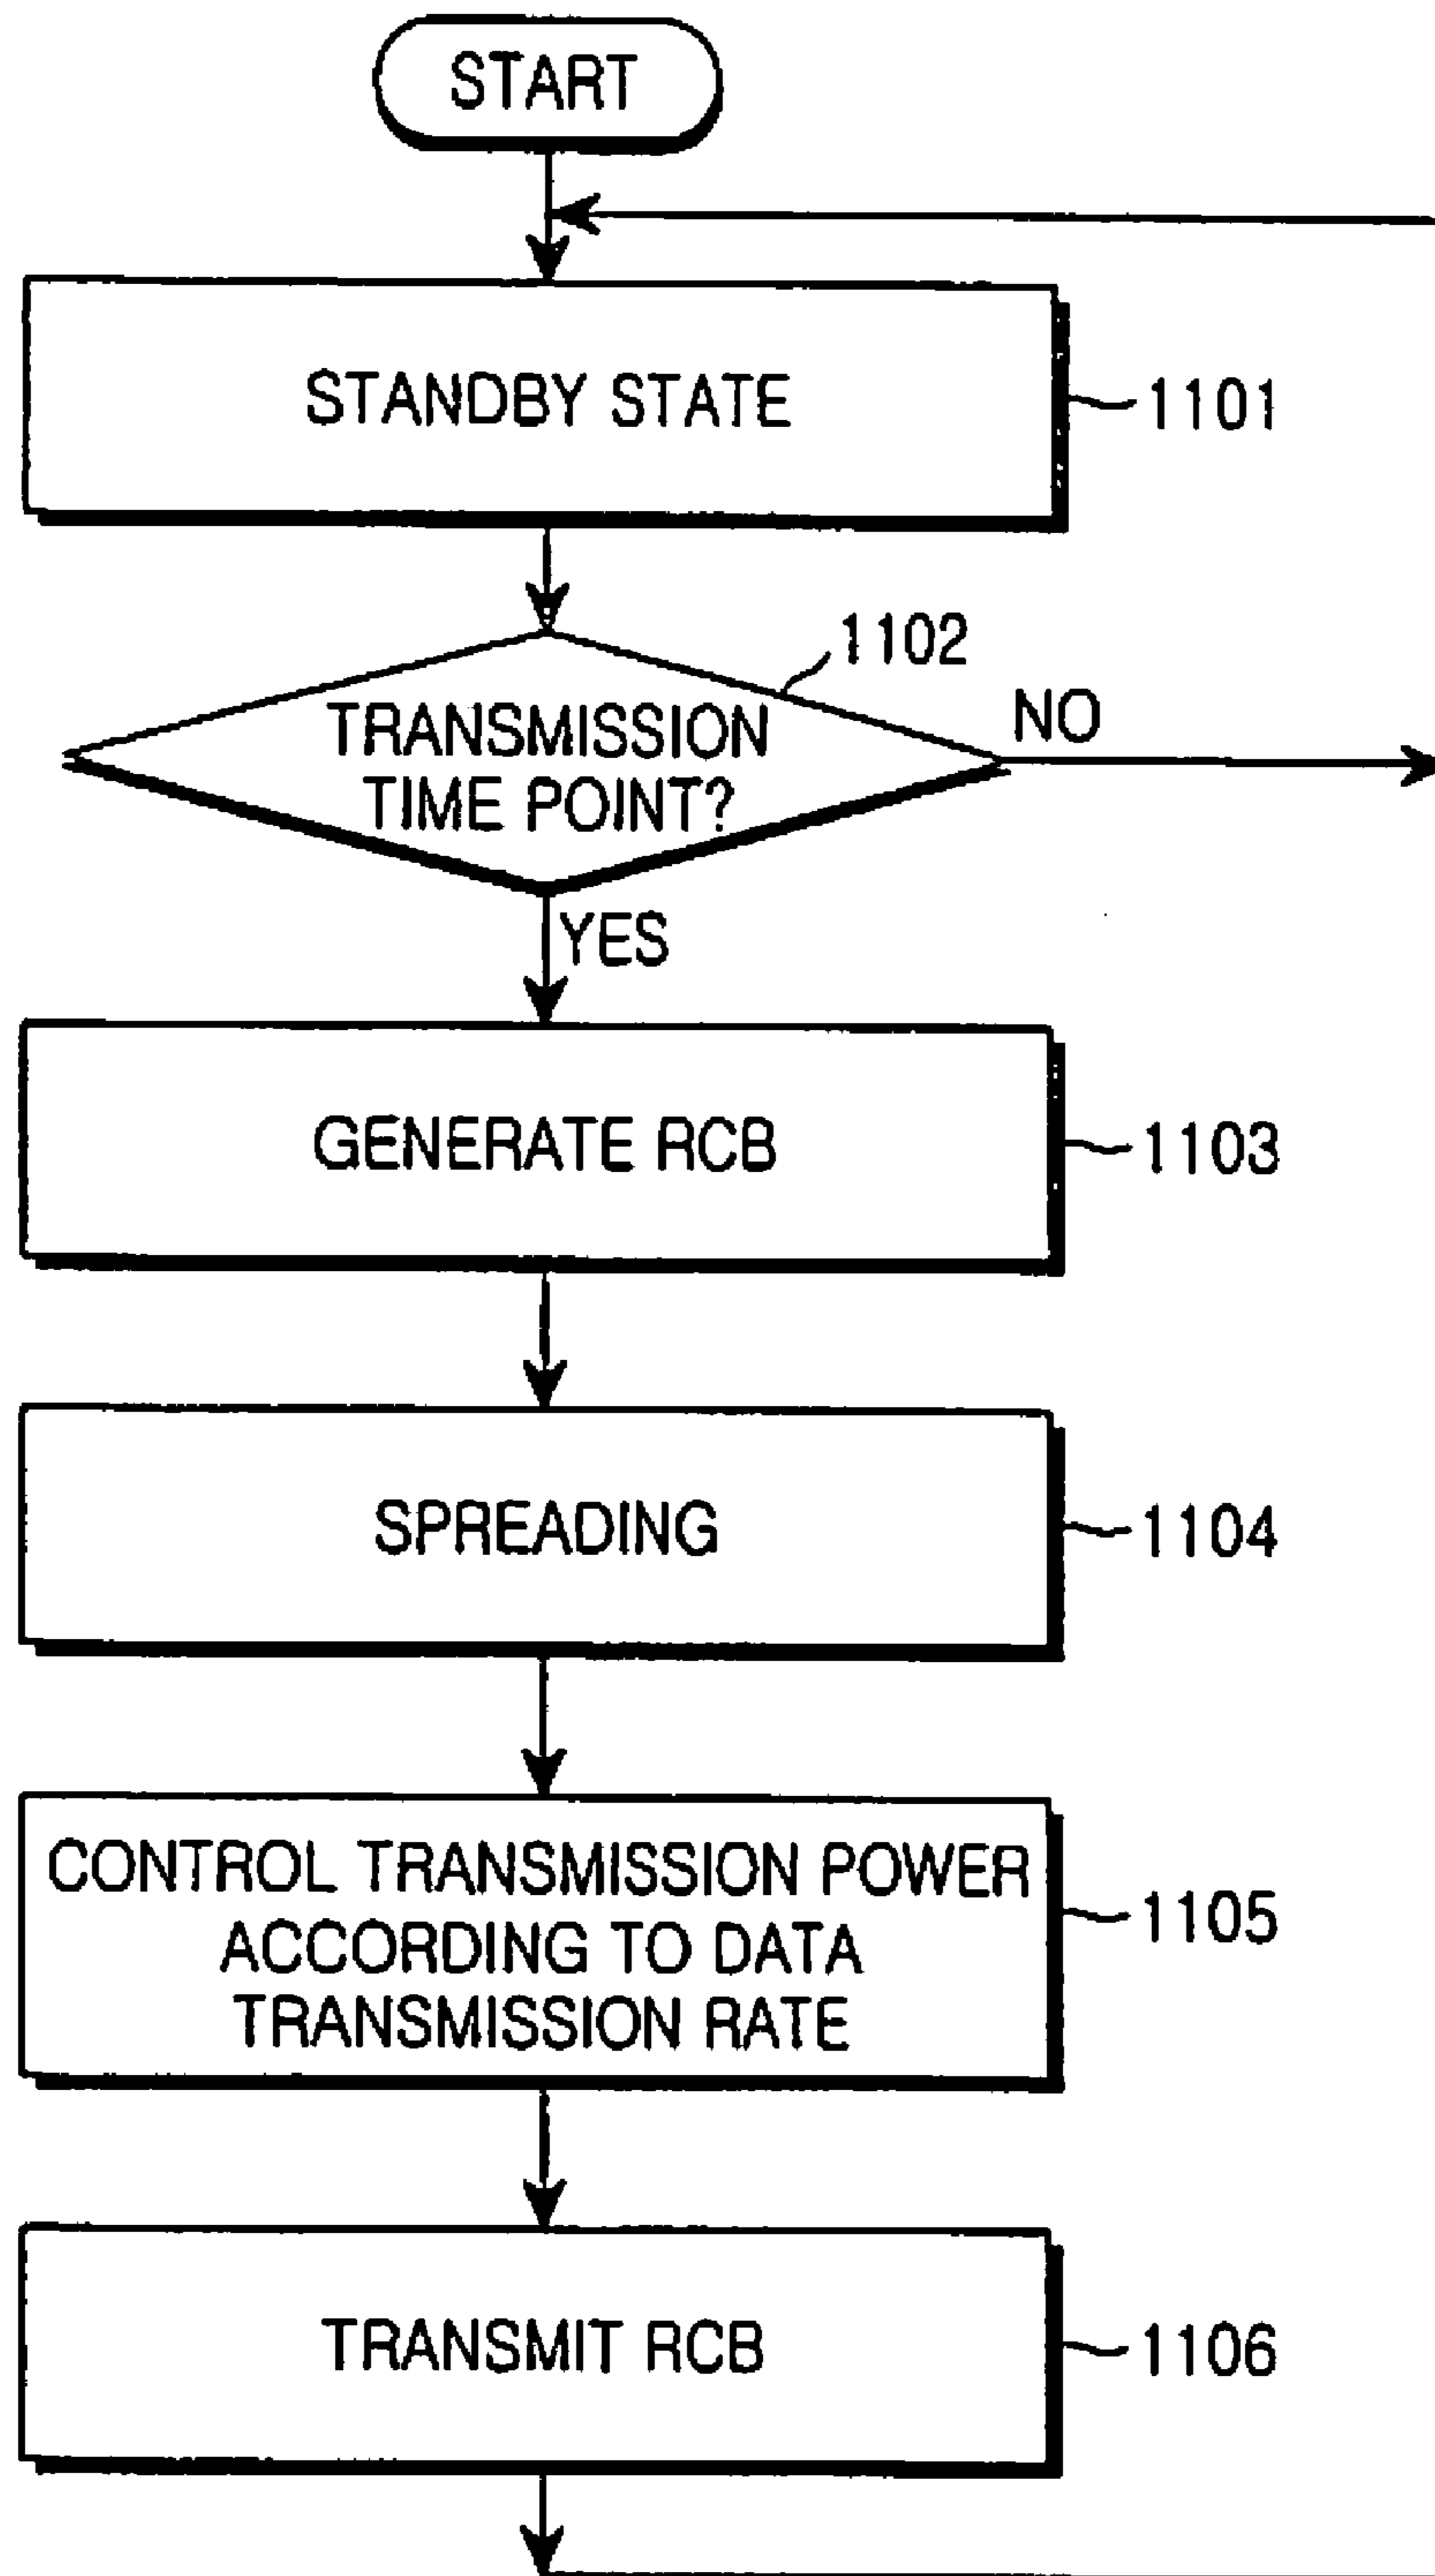 START
STANDBY STATE
1101
1102
TRANSMISSION
TIME POINT?
NO
YES
GENERATE RCB
1103
SPREADING
1104
CONTROL TRANSMISSION POWER
ACCORDING TO DATA
TRANSMISSION RATE
1105
TRANSMIT RCB
1106